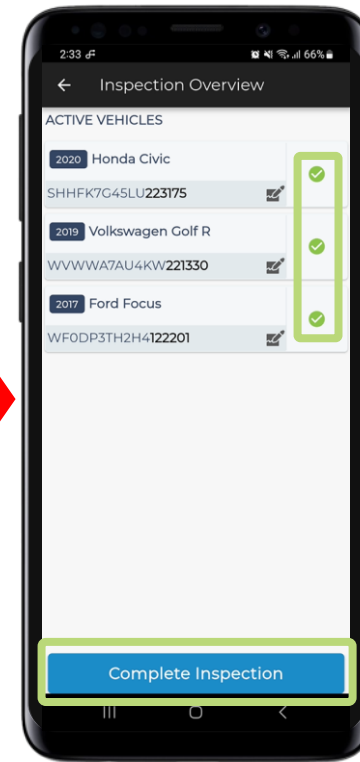 2:33 66%
Inspection Overview
ACTIVE VEHICLES
2020 Honda Civic
SHHFK7G45LU223175
2019 Volkswagen Golf R
WVWWA7AU4KW221330
2017 Ford Focus
WF0DP3TH2H4122201
Complete Inspection